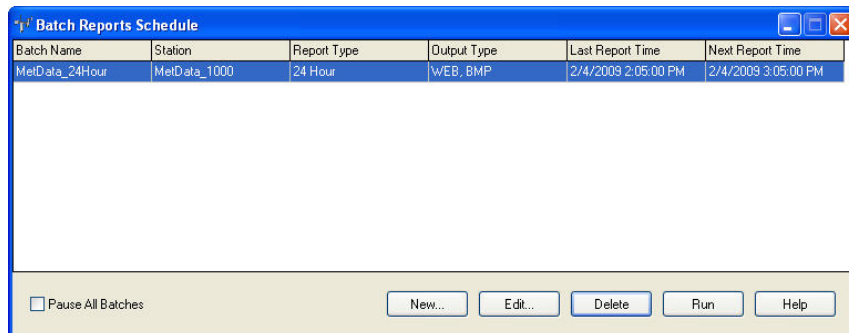 Batch Reports Schedule
Batch Name Station Report Type Output Type Last Report Time Next Report Time
MetData_24Hour MetData_1000 24 Hour WEB, BMP 2/4/2009 2:05:00 PM 2/4/2009 3:05:00 PM
Pause All Batches New... Edit... Delete Run Help